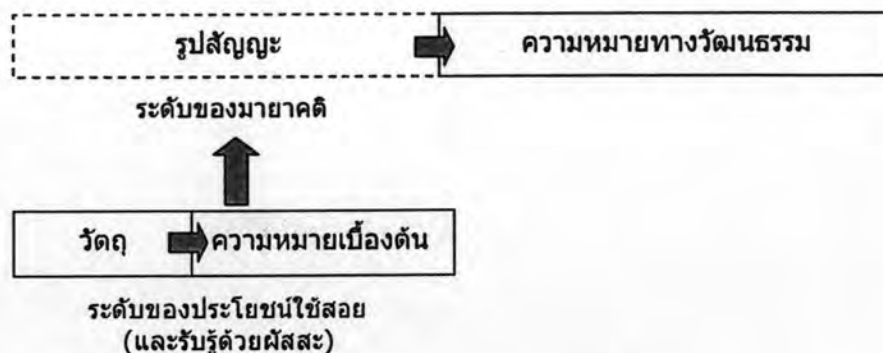 รูปสัญญะ ความหมายทางวัฒนธรรม
ระดับของมายาคติ
วัตถุ ความหมายเบื้องต้น
ระดับของประโยชน์ใช้สอย
(และรับรู้ด้วยผัสสะ)